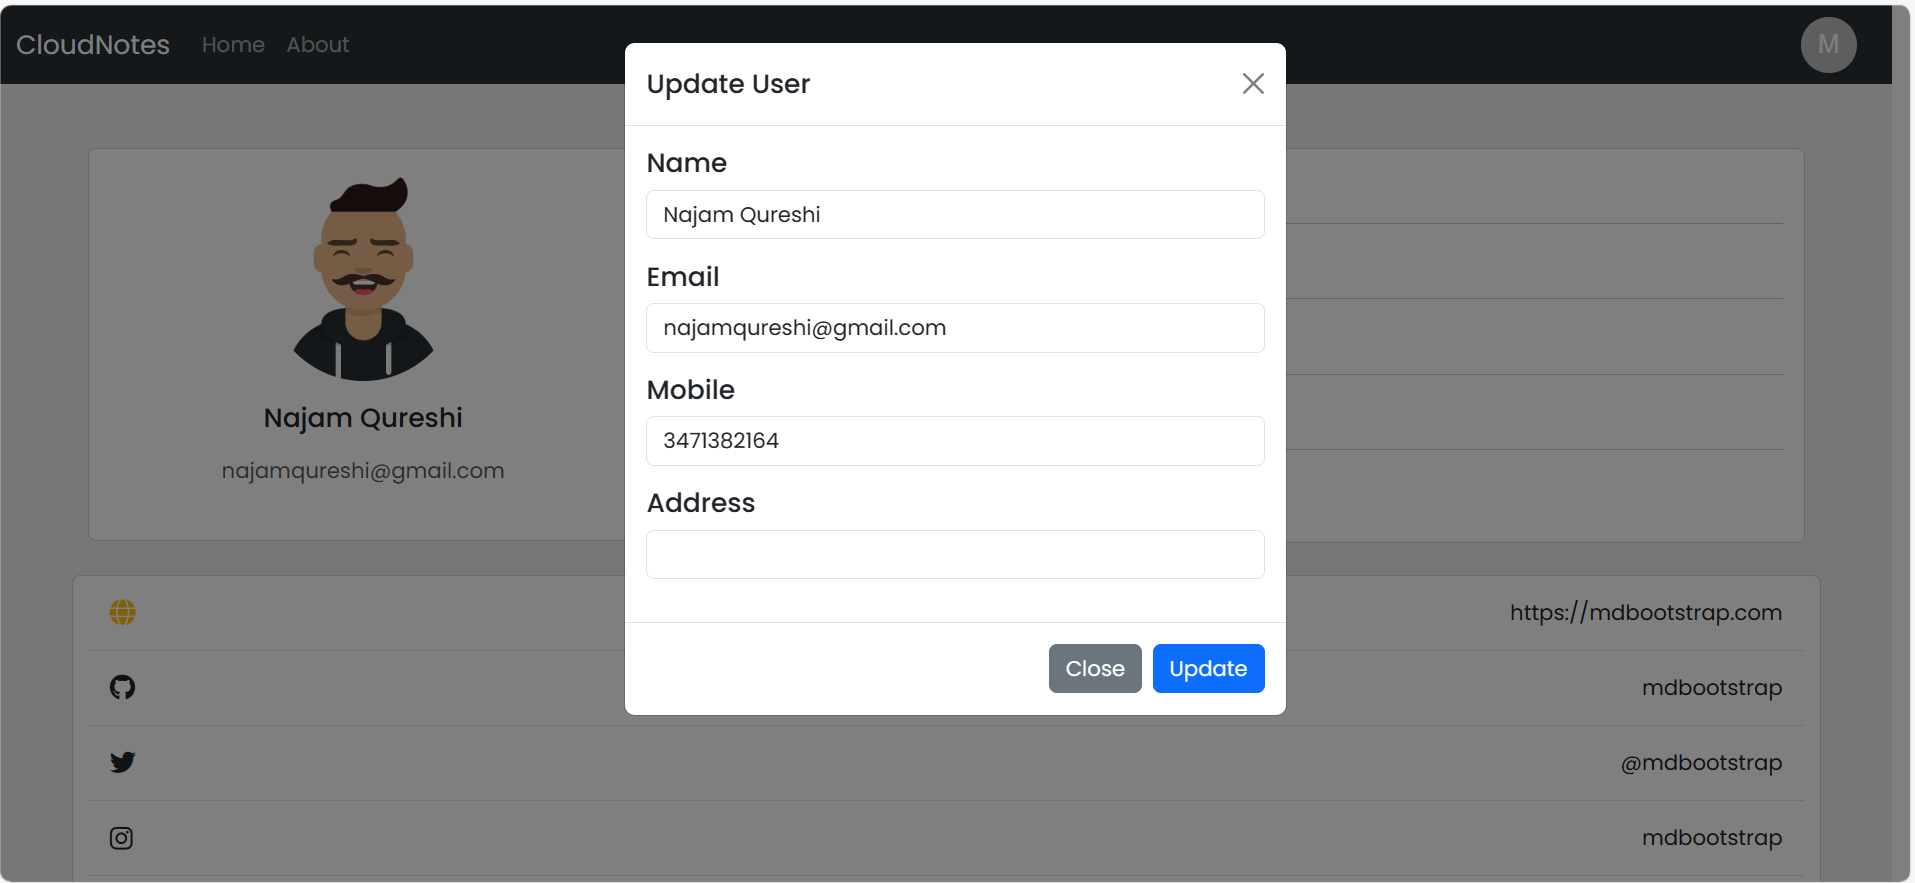 CloudNotes Home About M
Update User
Name
Najam Qureshi
Email
najamqureshi@gmail.com
Mobile
3471382164
Address
Close Update
Najam Qureshi
najamqureshi@gmail.com
https://mdbootstrap.com
mdbootstrap
@mdbootstrap
mdbootstrap